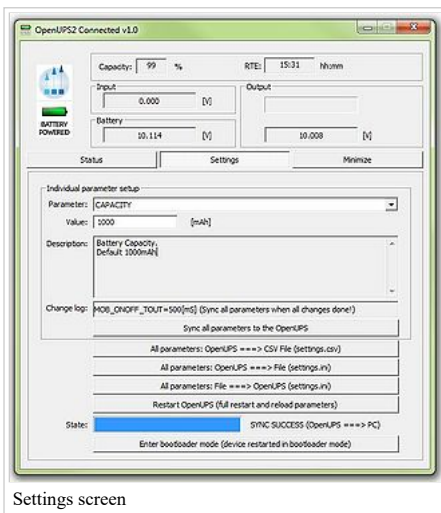 OpenUPS2 Connected v1.0
Capacity: 99 % RTE: 15:31 hh:mm
Input
0.000 [V]
Output
BATTERY
POWERED
Battery
10.114 [V]
10.008 [V]
Status Settings Minimize
Individual parameter setup
Parameter: CAPACITY
Value: 1000 [mAh]
Description: Battery Capacity.
Default 1000mAh
Change log: MOB_ONOFF_TOUT=500[mS] (Sync all parameters when all changes done!)
Sync all parameters to the OpenUPS
All parameters: OpenUPS ===> CSV File (settings.csv)
All parameters: OpenUPS ===> File (settings.ini)
All parameters: File ===> OpenUPS (settings.ini)
Restart OpenUPS (full restart and reload parameters)
State: SYNC SUCCESS (OpenUPS ===> PC)
Enter bootloader mode (device restarted in bootloader mode)
Settings screen